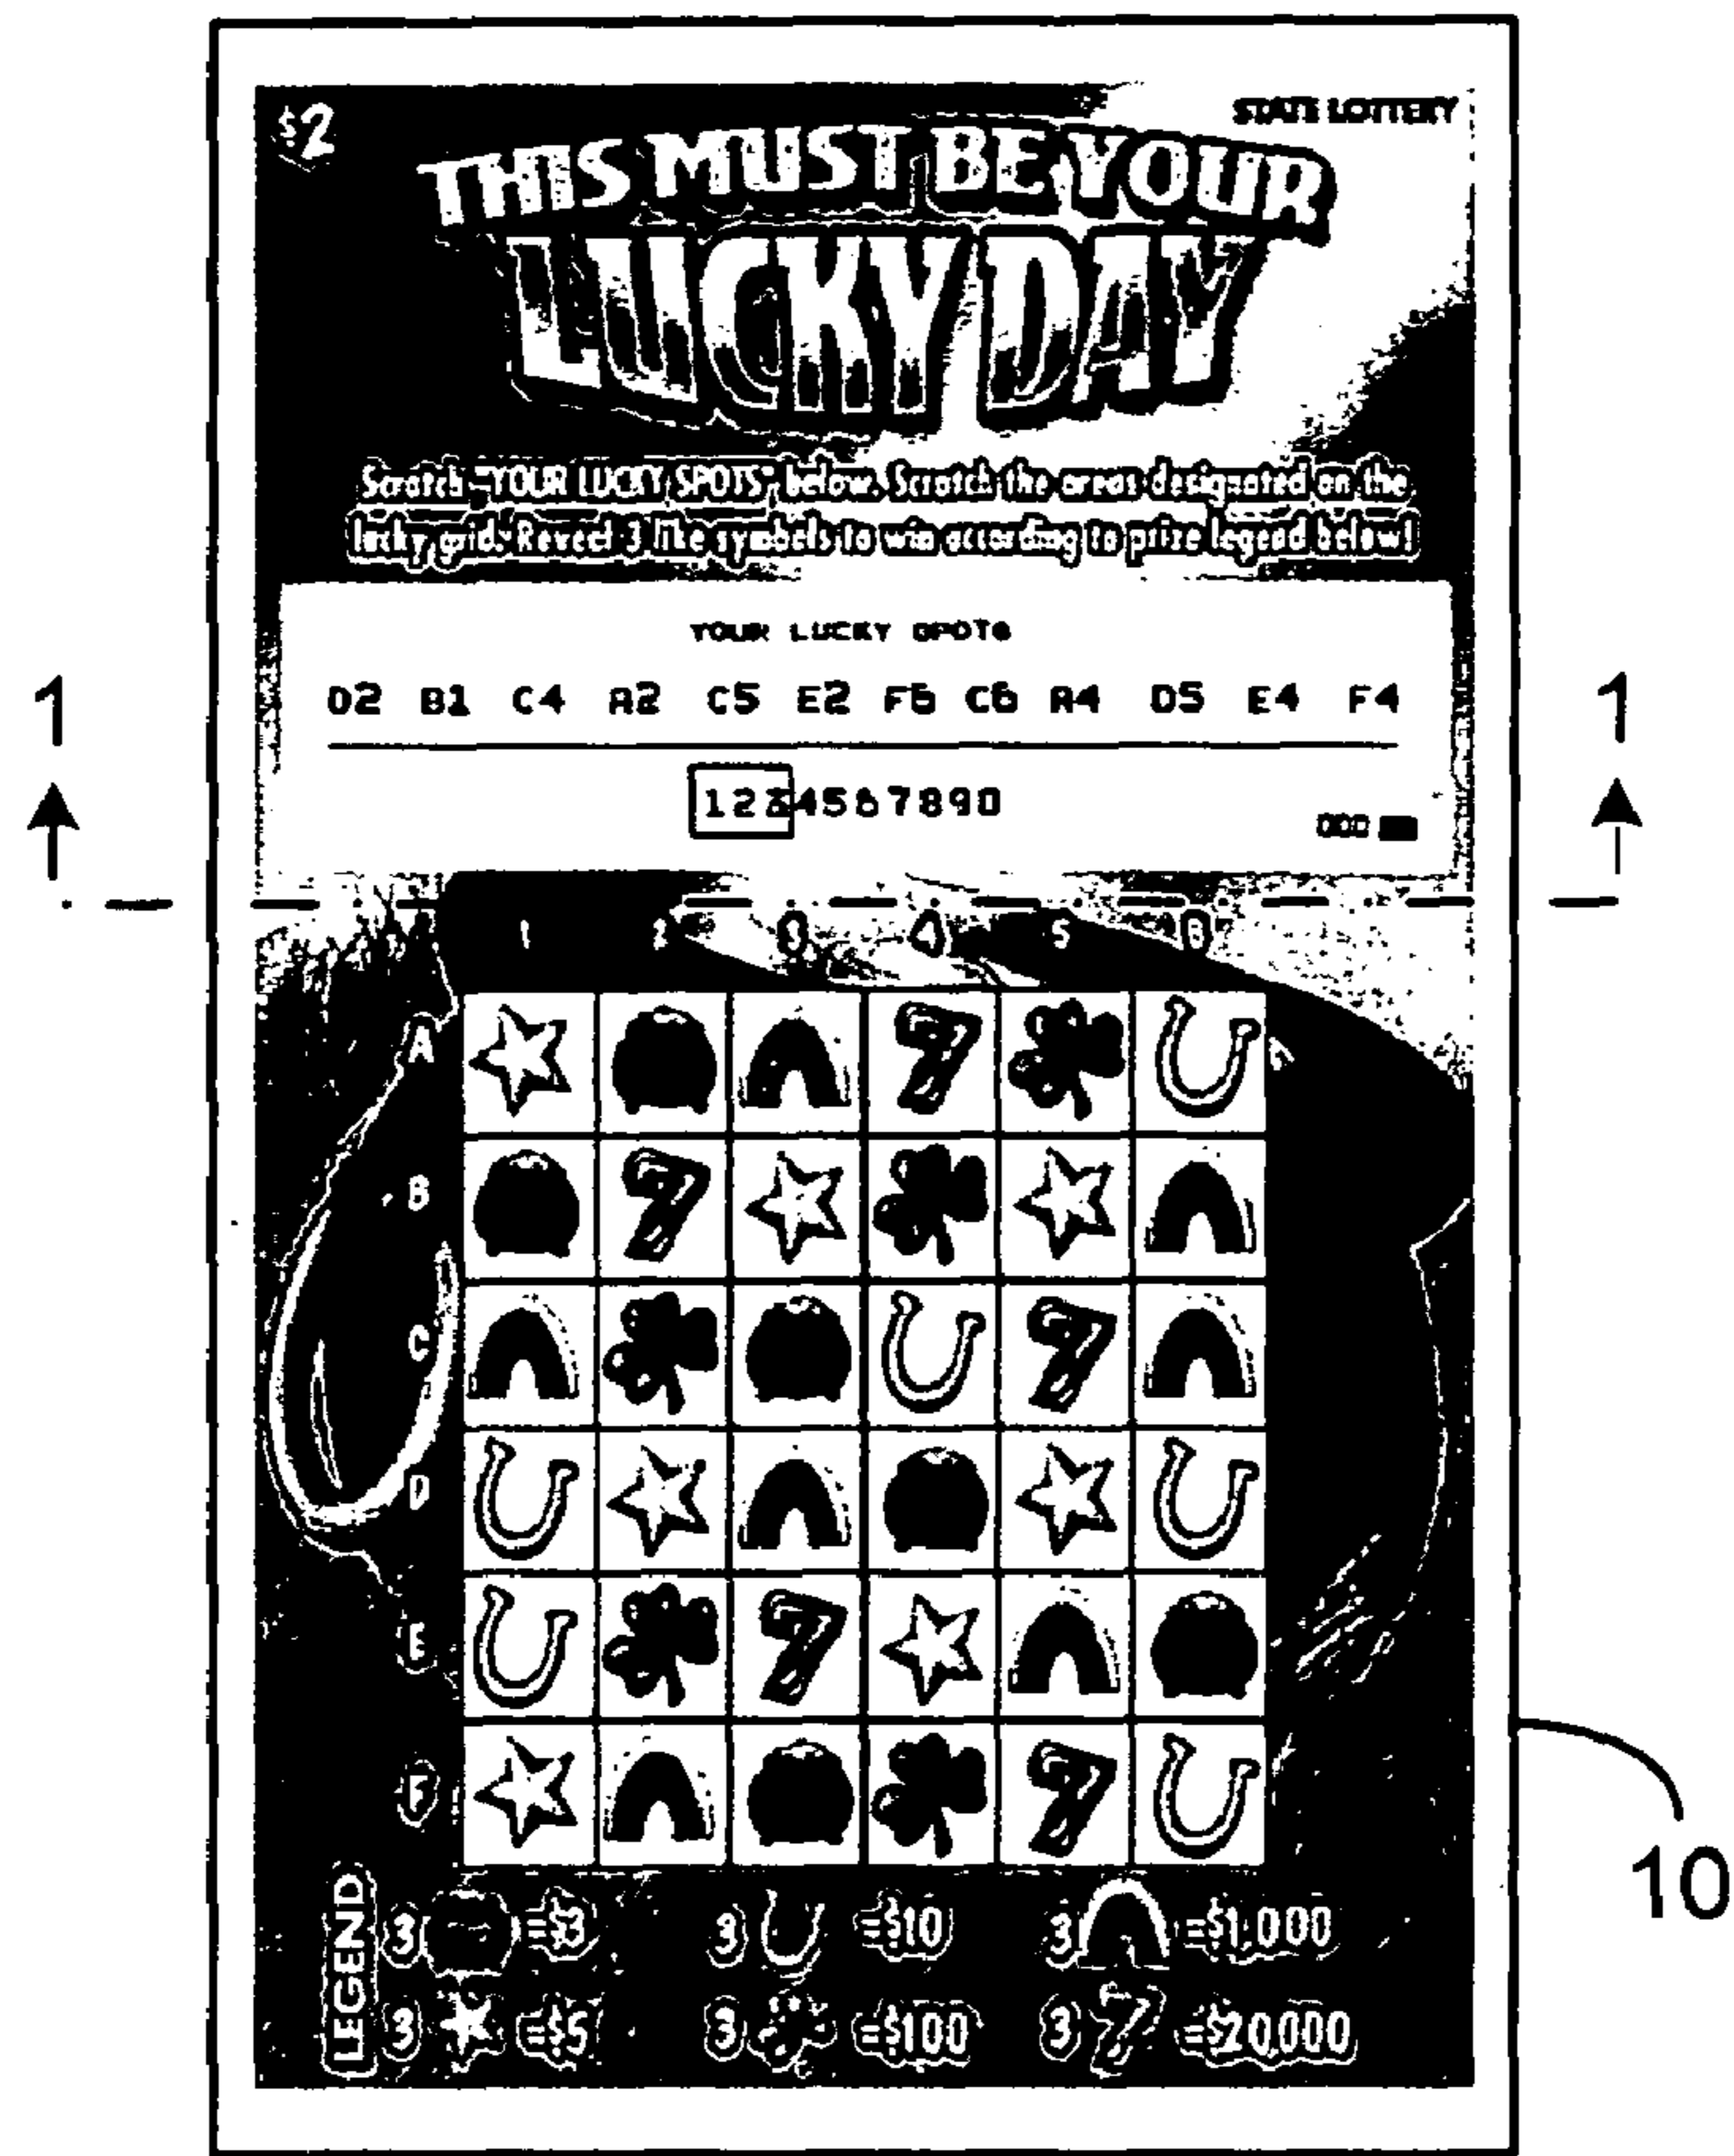 $2
STATE LOTTERY
THIS MUST BE YOUR
LUCKY DAY
Scratch "YOUR LUCKY SPOTS" below. Scratch the areas designated on the
lucky grid. Reveal 3 like symbols to win according to prize legend below!
YOUR LUCKY SPOTS
D2 B1 C4 A2 C5 E2 F6 C6 A4 D5 E4 F4
1 1
1234567890
000
1 2 3 4 5 6
A
B
C
D
E
F
10
LEGEND
3 =$3 3 =$10 3 =$1,000
3 =$5 3 =$100 3 7 =$20,000